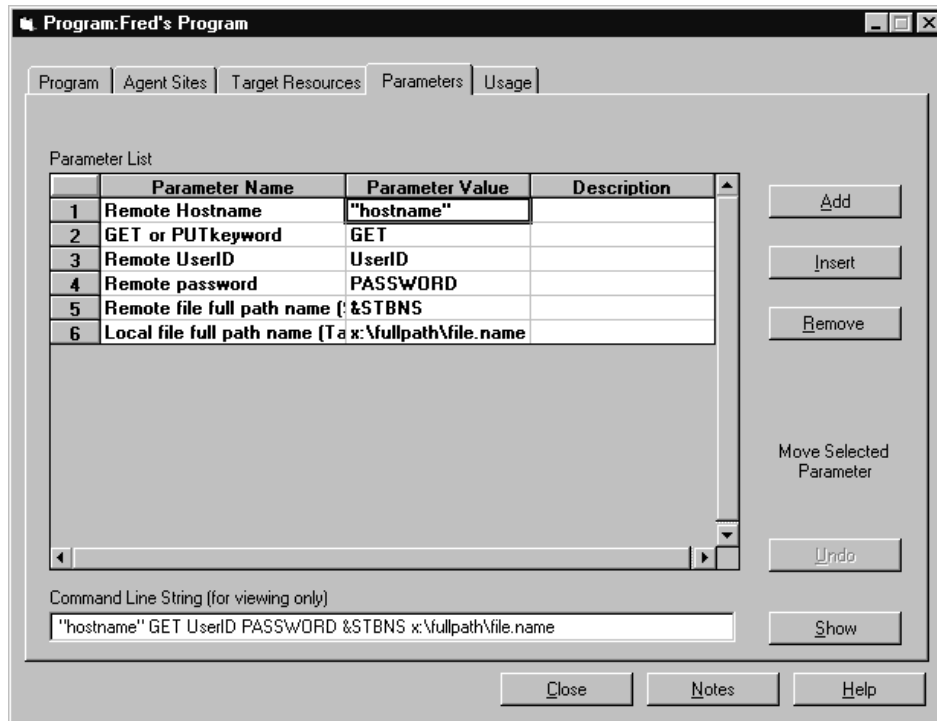 Program:Fred's Program
Program Agent Sites Target Resources Parameters Usage
Parameter List
Parameter Name Parameter Value Description
1 Remote Hostname "hostname"
2 GET or PUTkeyword GET
3 Remote UserID UserID
4 Remote password PASSWORD
5 Remote file full path name ( &STBNS
6 Local file full path name (Ta x:\fullpath\file.name
Add
Insert
Remove
Move Selected
Parameter
Undo
Command Line String (for viewing only)
"hostname" GET UserID PASSWORD &STBNS x:\fullpath\file.name
Show
Close Notes Help